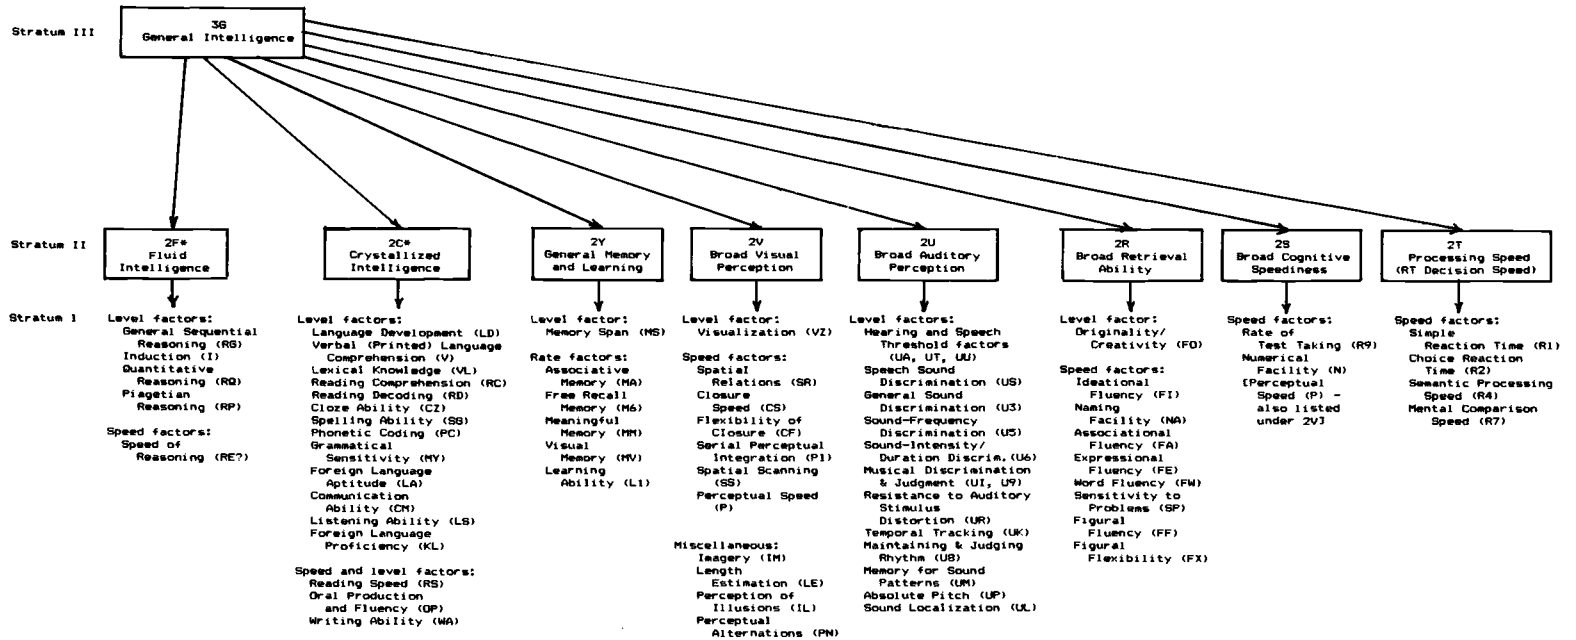 Stratum III
3G
General Intelligence
Stratum II
2F*
Fluid
Intelligence
2C*
Crystallized
Intelligence
2Y
General Memory
and Learning
2V
Broad Visual
Perception
2U
Broad Auditory
Perception
2R
Broad Retrieval
Ability
2S
Broad Cognitive
Speediness
2T
Processing Speed
(RT Decision Speed)
Stratum I
Level factors:
General Sequential
Reasoning (RG)
Induction (I)
Quantitative
Reasoning (RQ)
Piagetian
Reasoning (RP)
Speed factors:
Speed of
Reasoning (RE?)
Level factors:
Language Development (LD)
Verbal (Printed) Language
Comprehension (V)
Lexical Knowledge (VL)
Reading Comprehension (RC)
Reading Decoding (RD)
Cloze Ability (CZ)
Spelling Ability (SG)
Phonetic Coding (PC)
Grammatical
Sensitivity (MY)
Foreign Language
Aptitude (LA)
Communication
Ability (CM)
Listening Ability (LS)
Foreign Language
Proficiency (KL)
Speed and level factors:
Reading Speed (RS)
Oral Production
and Fluency (OP)
Writing Ability (WA)
Level factor:
Memory Span (MS)
Rate factors:
Associative
Memory (MA)
Free Recall
Memory (M6)
Meaningful
Memory (MM)
Visual
Memory (MV)
Learning
Ability (L1)
Level factor:
Visualization (VZ)
Speed factors:
Spatial
Relations (SR)
Closure
Speed (CS)
Flexibility of
Closure (CF)
Serial Perceptual
Integration (PI)
Spatial Scanning
(SS)
Perceptual Speed
(P)
Miscellaneous:
Imagery (IM)
Length
Estimation (LE)
Perception of
Illusions (IL)
Perceptual
Alternations (PN)
Level factors:
Hearing and Speech
Threshold factors
(UA, UT, UU)
Speech Sound
Discrimination (US)
General Sound
Discrimination (U3)
Sound-Frequency
Discrimination (U5)
Sound-Intensity/
Duration Discrim.(U6)
Musical Discrimination
& Judgment (UI, U9)
Resistance to Auditory
Stimulus
Distortion (UR)
Temporal Tracking (UK)
Maintaining & Judging
Rhythm (U8)
Memory for Sound
Patterns (UM)
Absolute Pitch (UP)
Sound Localization (UL)
Level factor:
Originality/
Creativity (FO)
Speed factors:
Ideational
Fluency (FI)
Naming
Facility (NA)
Associational
Fluency (FA)
Expressional
Fluency (FE)
Word Fluency (FW)
Sensitivity to
Problems (SP)
Figural
Fluency (FF)
Figural
Flexibility (FX)
Speed factors:
Rate of
Test Taking (R9)
Numerical
Facility (N)
[Perceptual
Speed (P) -
also listed
under 2V]
Speed factors:
Simple
Reaction Time (R1)
Choice Reaction
Time (R2)
Semantic Processing
Speed (R4)
Mental Comparison
Speed (R7)